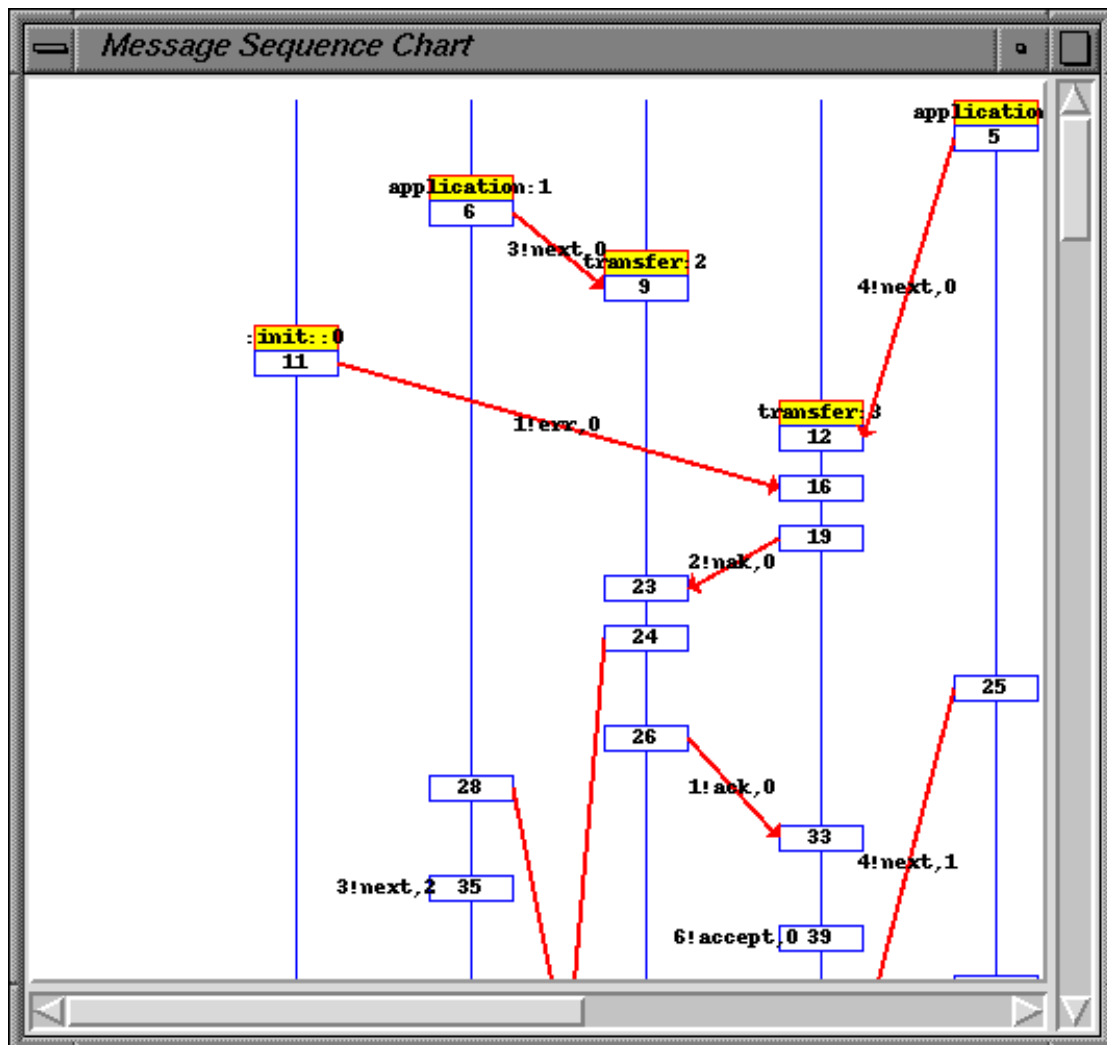 Message Sequence Chart
application
5
application:1
6
3!next,0
transfer:2
9
4!next,0
:init::0
11
transfer:3
12
1!err,0
16
19
2!nak,0
23
24
25
26
28
1!ack,0
33
4!next,1
3!next,2 35
6!accept,0 39